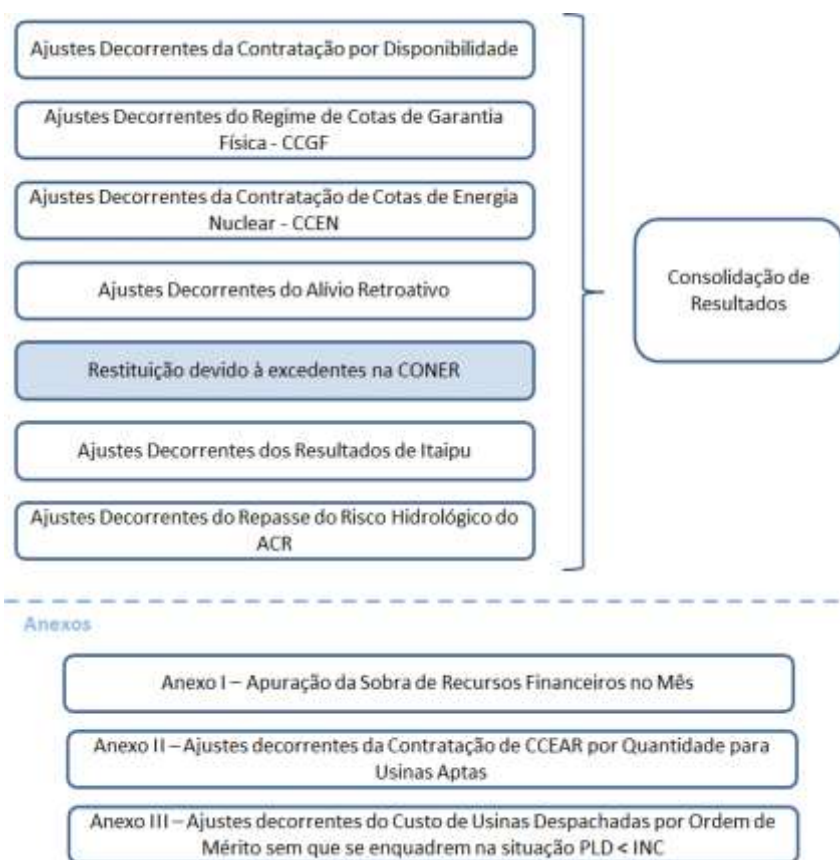 Ajustes Decorrentes da Contratação por Disponibilidade
Ajustes Decorrentes do Regime de Cotas de Garantia
Física - CCGF
Ajustes Decorrentes da Contratação de Cotas de Energia
Nuclear - CCEN
Ajustes Decorrentes do Alívio Retroativo
Restituição devido à excedentes na CONER
Ajustes Decorrentes dos Resultados de Itaipu
Ajustes Decorrentes do Repasse do Risco Hidrológico do
ACR
Consolidação de
Resultados
Anexos
Anexo I – Apuração da Sobra de Recursos Financeiros no Mês
Anexo II – Ajustes decorrentes da Contratação de CCEAR por Quantidade para
Usinas Aptas
Anexo III – Ajustes decorrentes do Custo de Usinas Despachadas por Ordem de
Mérito sem que se enquadrem na situação PLD < INC